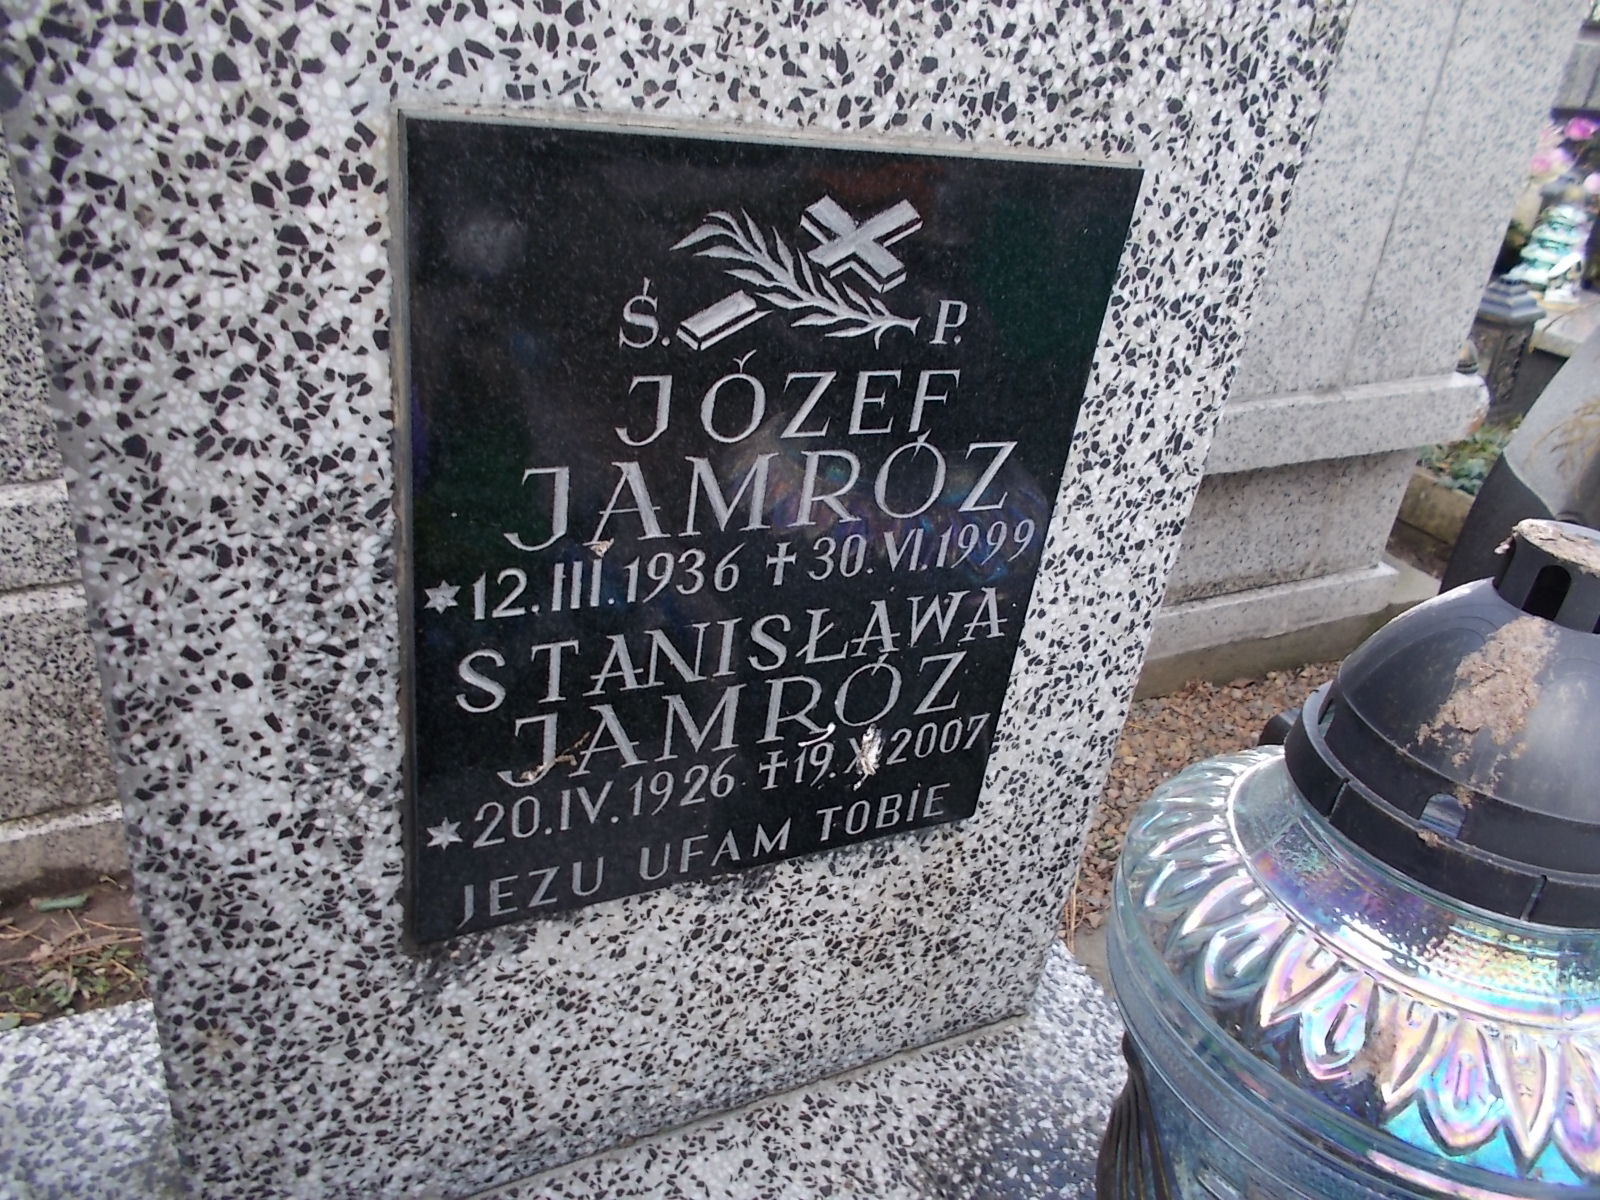 Ś. P.
JÓZEF
JAMRÓZ
* 12.III.1936 ✝ 30.VI.1999
STANISŁAWA
JAMRÓZ
* 20.IV.1926 ✝ 19. 2007
JEZU UFAM TOBIE